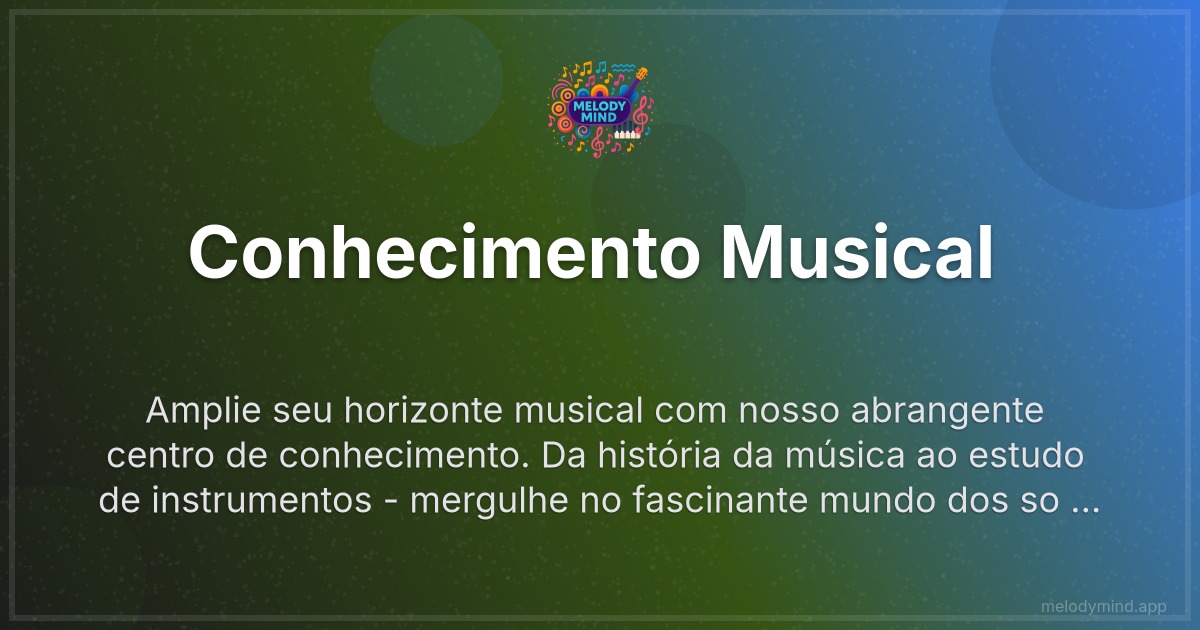 MELODY
MIND
Conhecimento Musical
Amplie seu horizonte musical com nosso abrangente
centro de conhecimento. Da história da música ao estudo
de instrumentos - mergulhe no fascinante mundo dos so ...
melodymind.app